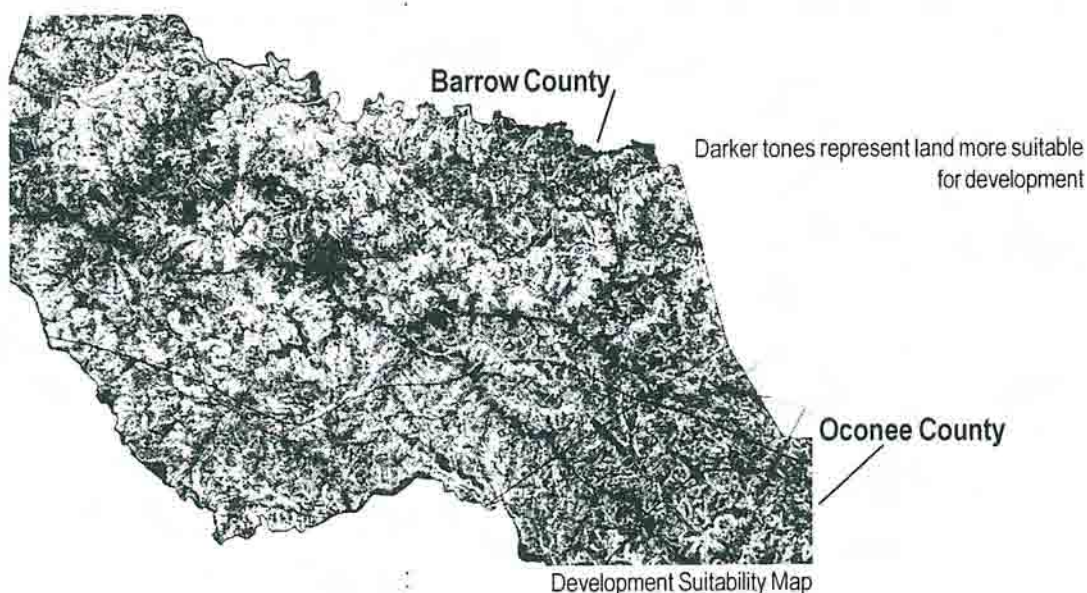 Barrow County
Darker tones represent land more suitable
for development
Oconee County
Development Suitability Map